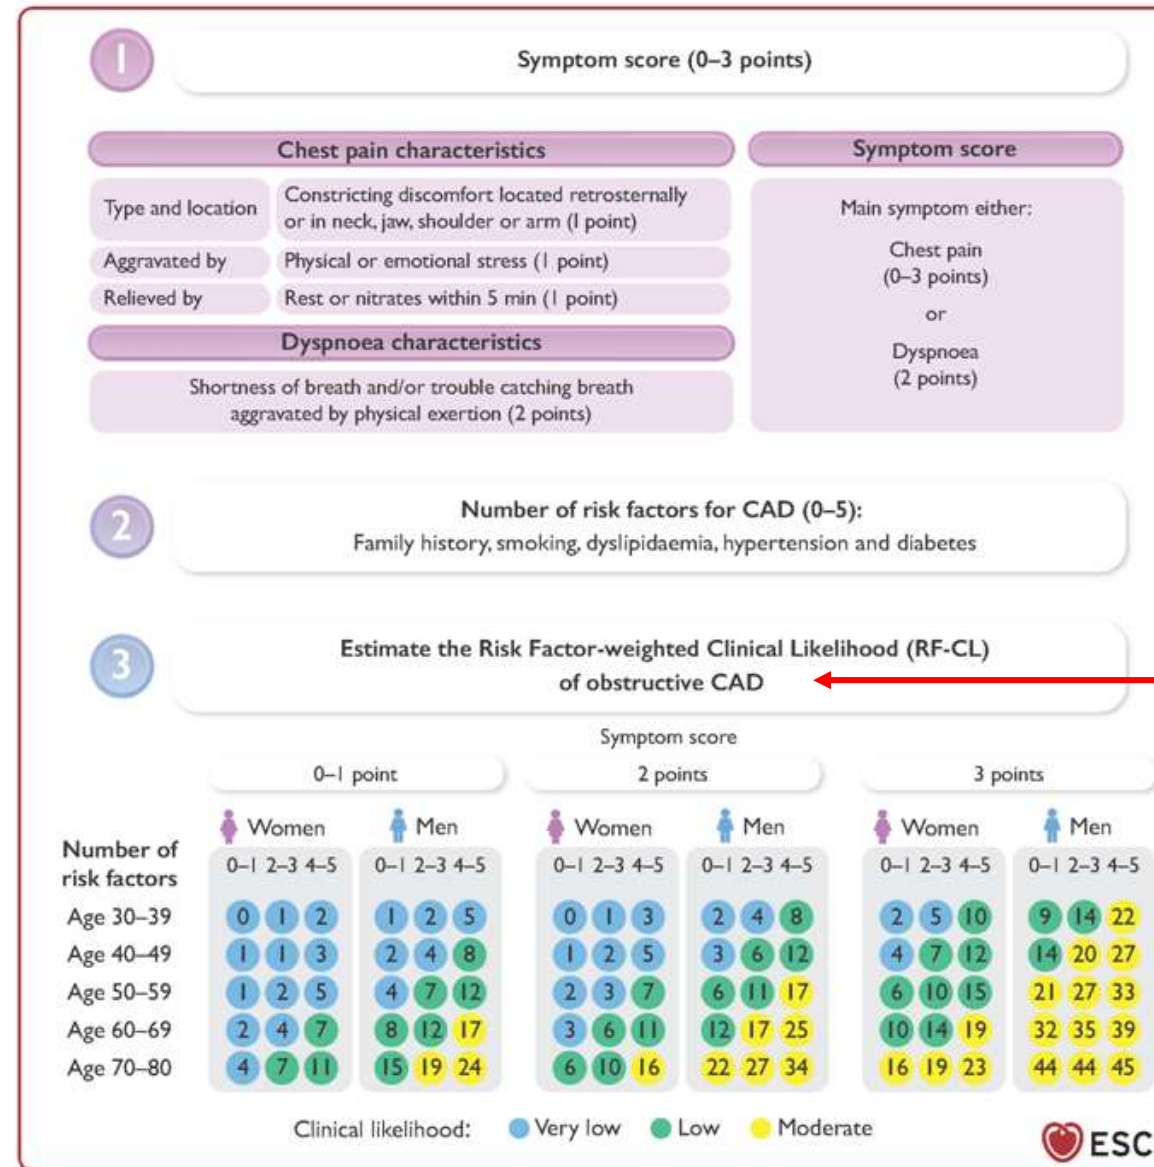 1
Symptom score (0–3 points)
Chest pain characteristics
Type and location
Constricting discomfort located retrosternally
or in neck, jaw, shoulder or arm (1 point)
Aggravated by
Physical or emotional stress (1 point)
Relieved by
Rest or nitrates within 5 min (1 point)
Dyspnoea characteristics
Shortness of breath and/or trouble catching breath
aggravated by physical exertion (2 points)
Symptom score
Main symptom either:
Chest pain
(0–3 points)
or
Dyspnoea
(2 points)
2
Number of risk factors for CAD (0–5):
Family history, smoking, dyslipidaemia, hypertension and diabetes
3
Estimate the Risk Factor-weighted Clinical Likelihood (RF-CL)
of obstructive CAD
Symptom score
0–1 point 2 points 3 points
Women Men Women Men Women Men
Number of
risk factors
0–1 2–3 4–5 0–1 2–3 4–5 0–1 2–3 4–5 0–1 2–3 4–5 0–1 2–3 4–5 0–1 2–3 4–5
Age 30–39 0 1 2 1 2 5 0 1 3 2 4 8 2 5 10 9 14 22
Age 40–49 1 1 3 2 4 8 1 2 5 3 6 12 4 7 12 14 20 27
Age 50–59 1 2 5 4 7 12 2 3 7 6 11 17 6 10 15 21 27 33
Age 60–69 2 4 7 8 12 17 3 6 11 12 17 25 10 14 19 32 35 39
Age 70–80 4 7 11 15 19 24 6 10 16 22 27 34 16 19 23 44 44 45
Clinical likelihood: Very low Low Moderate
ESC